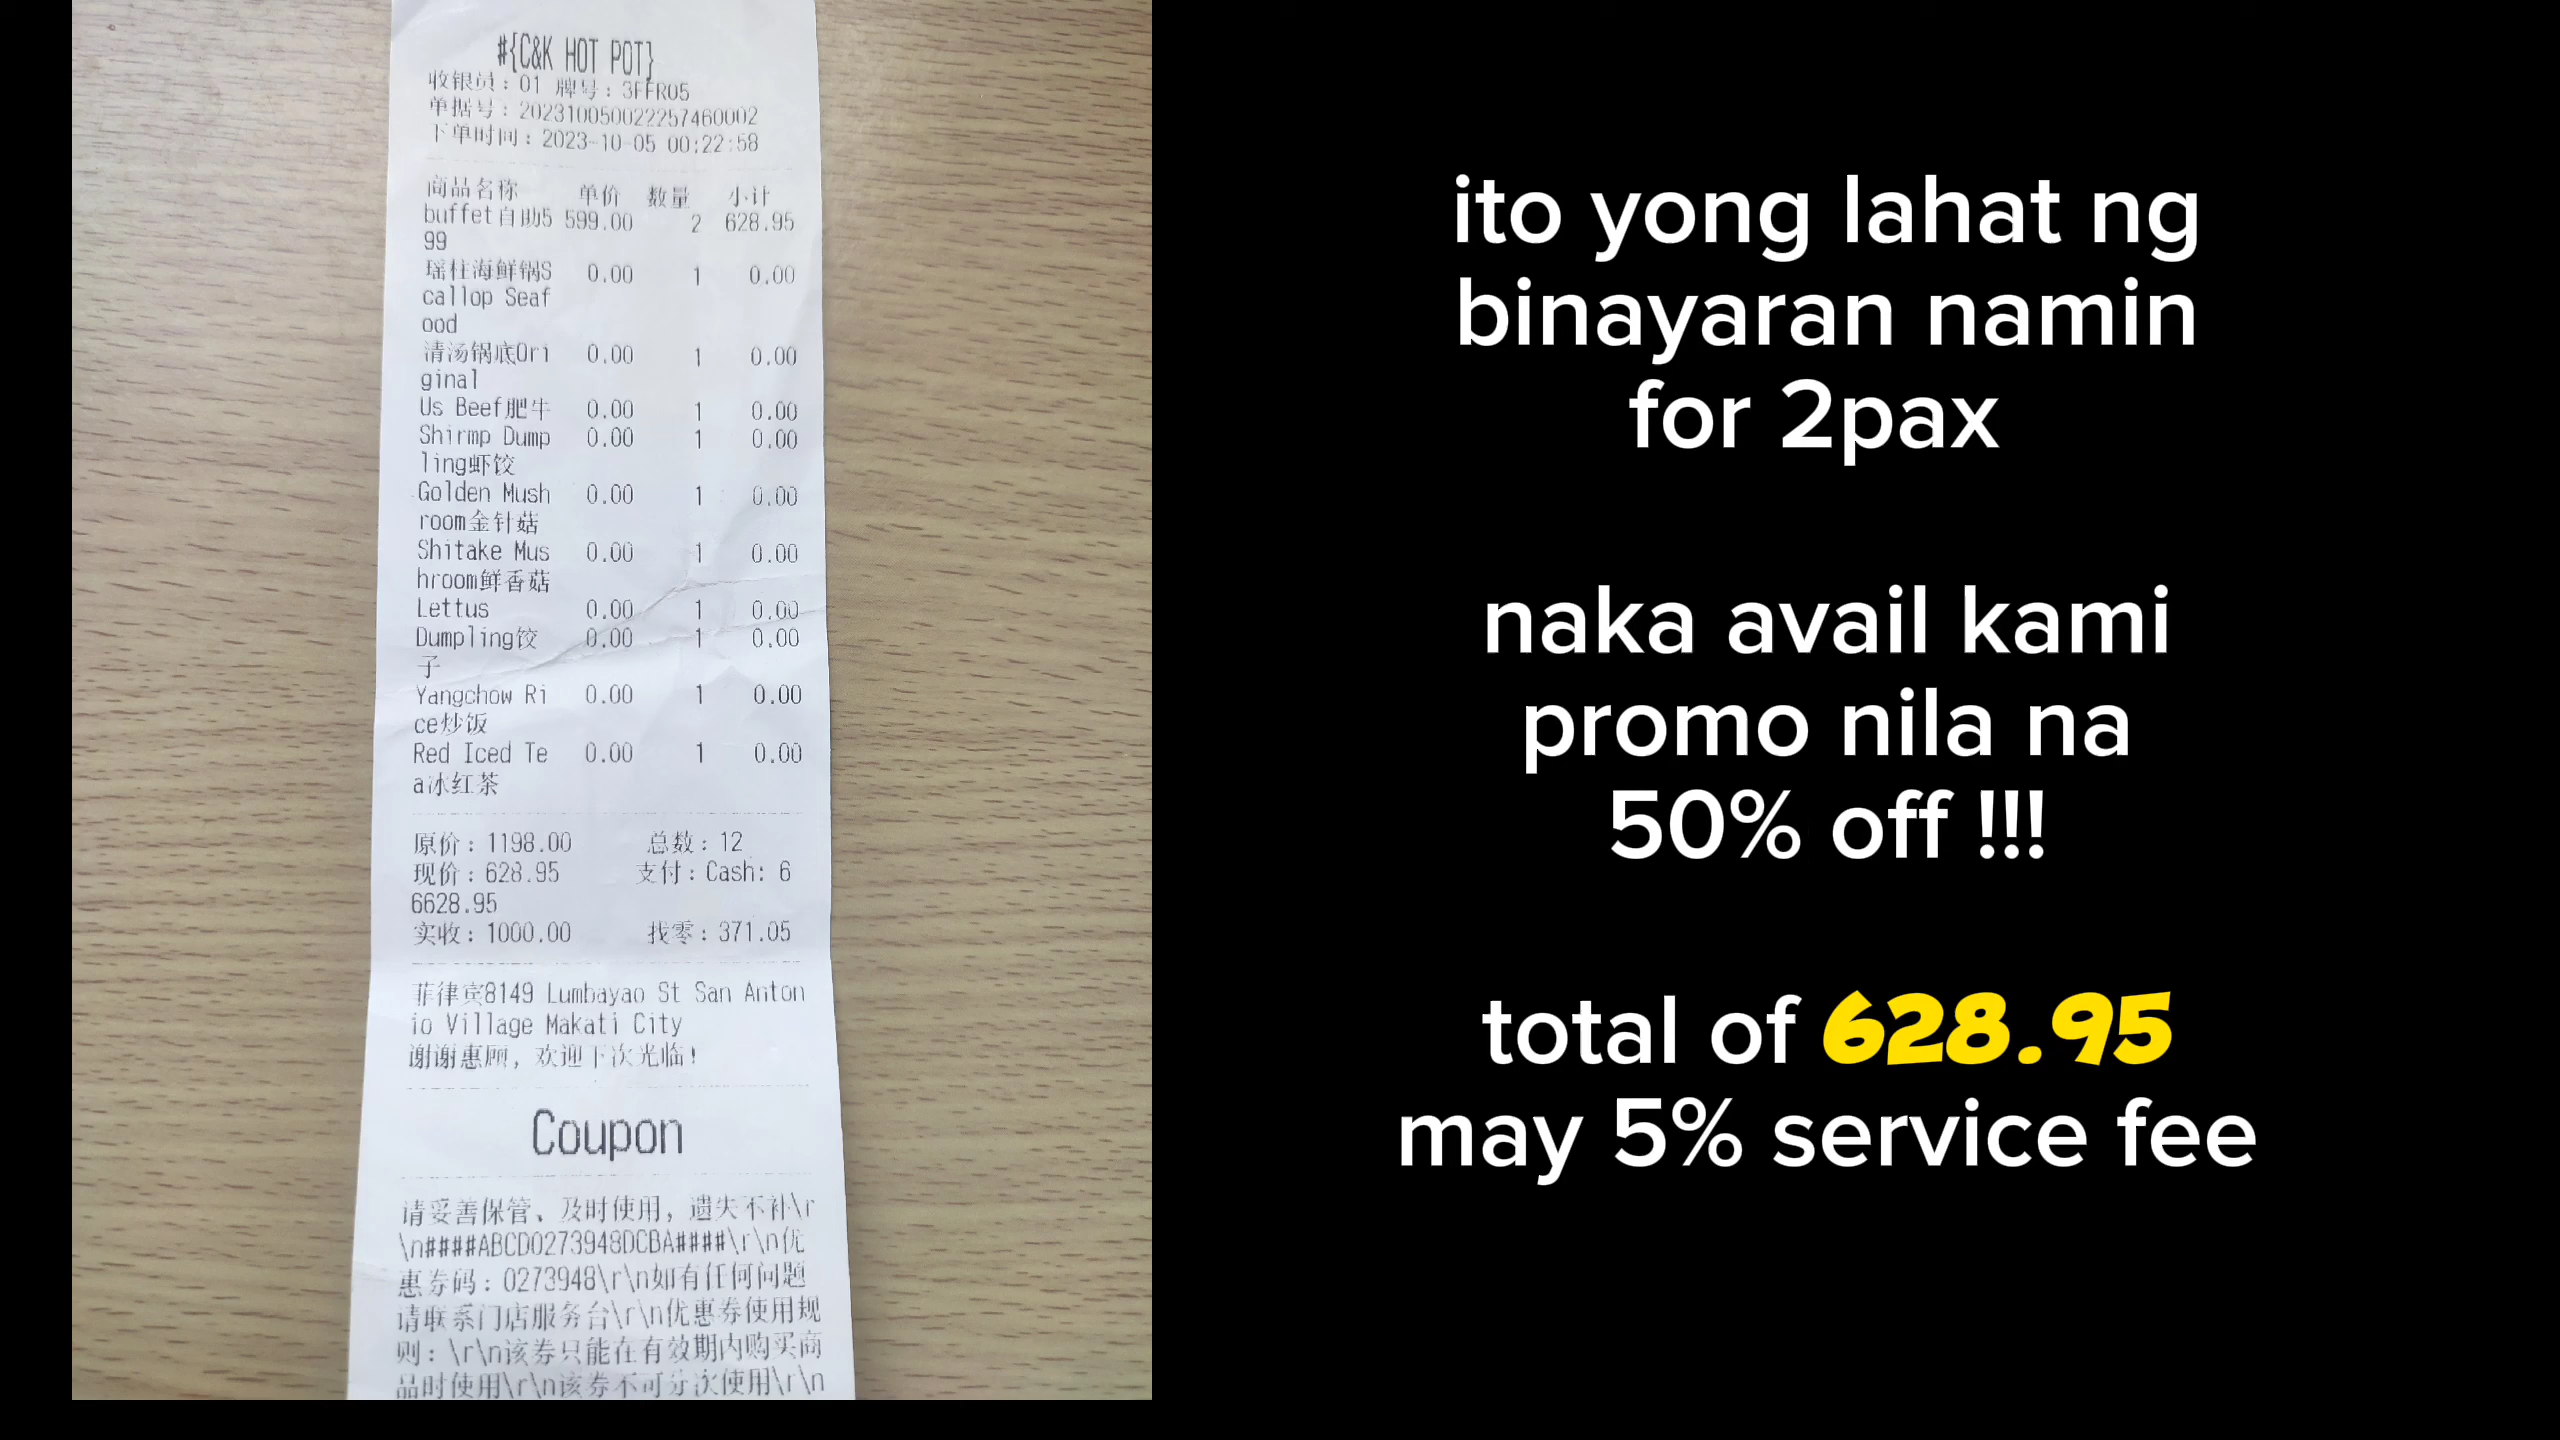 #{C&K HOT POT}
收银员：01 牌号：3FFR05
单据号：202310050022257460002
下单时间：2023-10-05 00:22:58
商品名称 单价 数量 小计
buffet自助5 599.00 2 628.95
99
瑶柱海鲜锅S 0.00 1 0.00
callop Seaf
ood
清汤锅底Ori 0.00 1 0.00
ginal
Us Beef肥牛 0.00 1 0.00
Shirmp Dump 0.00 1 0.00
ling虾饺
Golden Mush 0.00 1 0.00
room金针菇
Shitake Mus 0.00 1 0.00
hroom鲜香菇
Lettus 0.00 1 0.00
Dumpling饺 0.00 1 0.00
子
Yangchow Ri 0.00 1 0.00
ce炒饭
Red Iced Te 0.00 1 0.00
a冰红茶
原价：1198.00 总数：12
现价：628.95 支付：Cash: 6
6628.95
实收：1000.00 找零：371.05
菲律宾8149 Lumbayao St San Anton
io Village Makati City
谢谢惠顾，欢迎下次光临！
Coupon
请妥善保管、及时使用，遗失不补\r
\n####ABCD0273948DCBA####\r\n优
惠券码：0273948\r\n如有任何问题
请联系门店服务台\r\n优惠券使用规
则：\r\n该券只能在有效期内购买商
品时使用\r\n该券不可分次使用\r\n
ito yong lahat ng
binayaran namin
for 2pax
naka avail kami
promo nila na
50% off !!!
total of 628.95
may 5% service fee